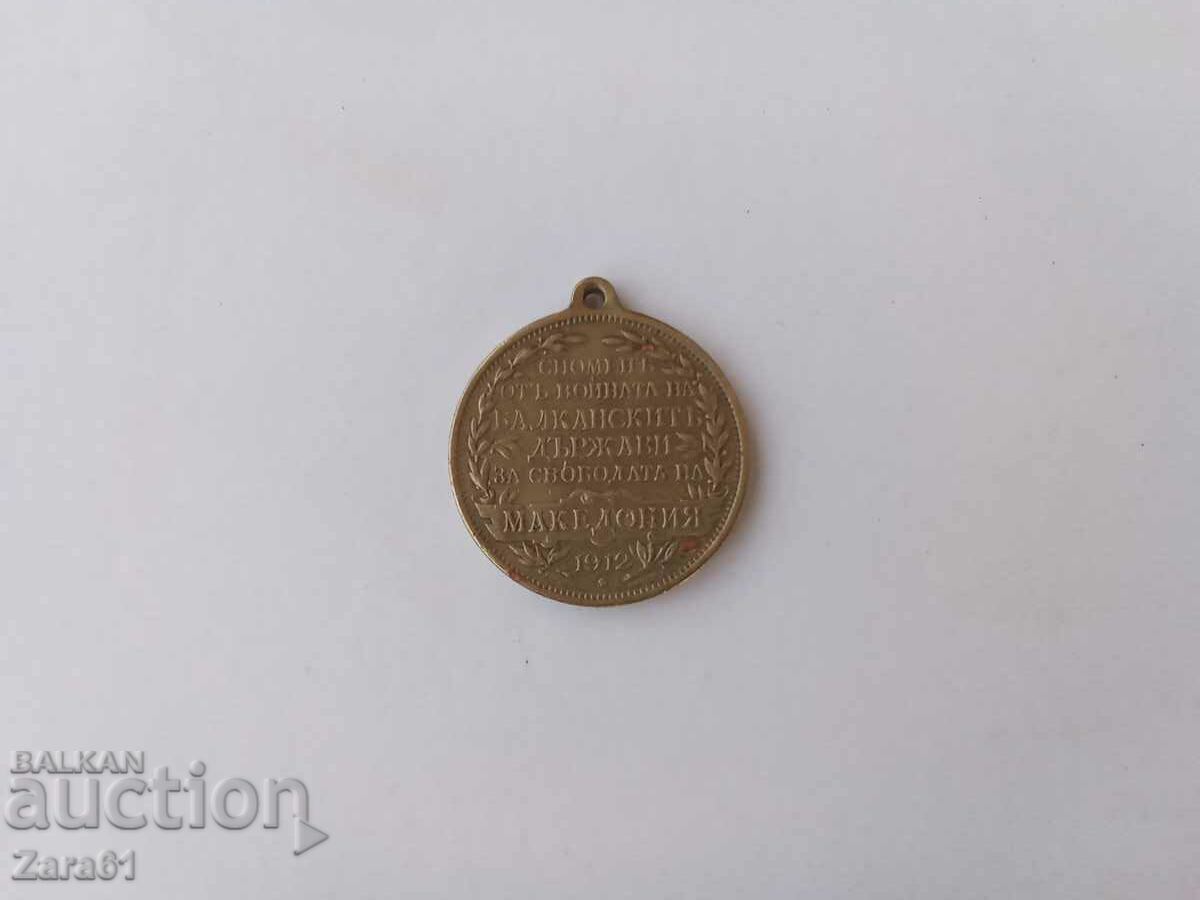 СПОМЕНЪ
ОТЪ ВОЙНАТА НА
БАЛКАНСКИТѢ
ДЪРЖАВИ
ЗА СВОБОДАТА НА
МАКЕДОНИЯ
1912
BALKAN
auction
Zara61